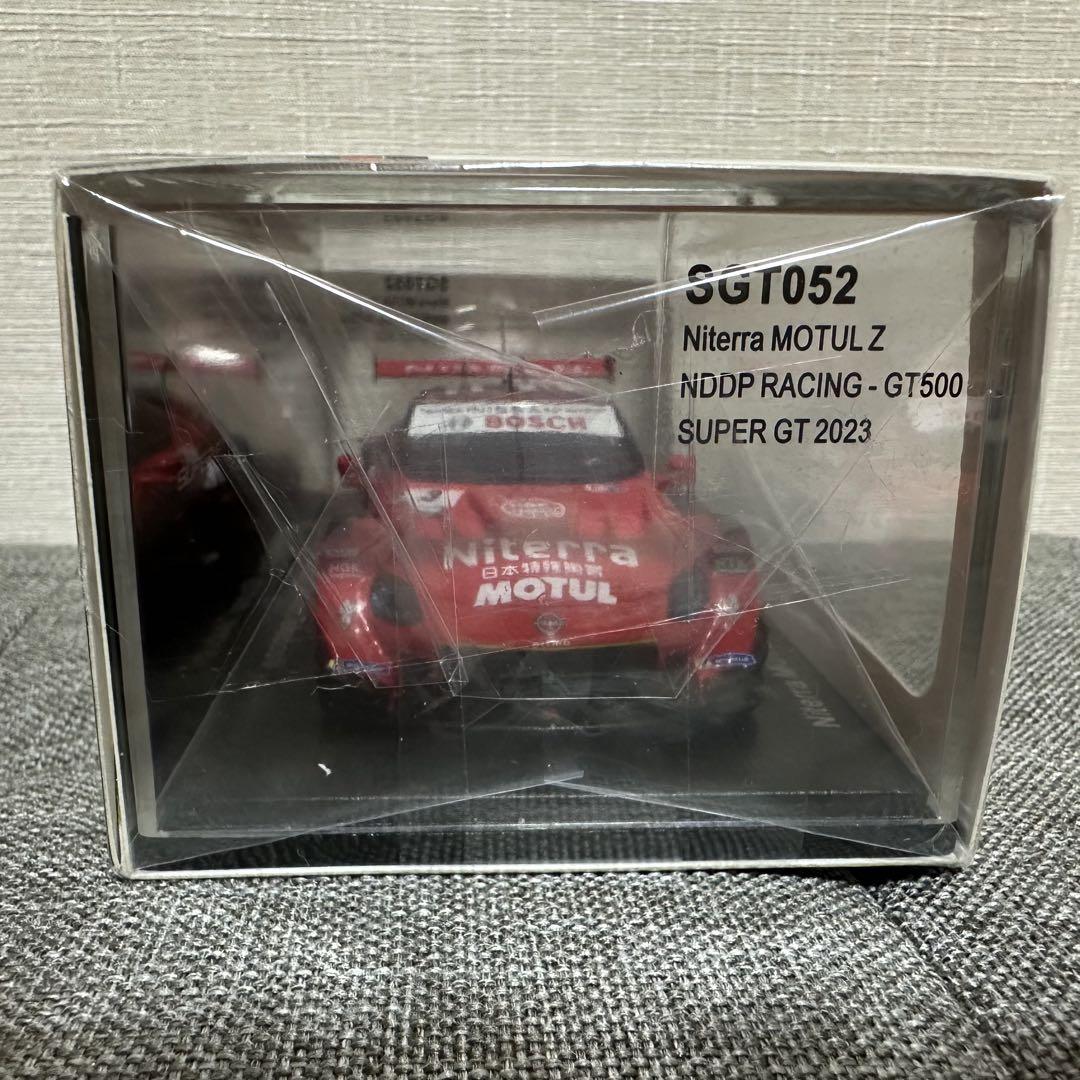 SGT052
Niterra MOTUL Z
NDDP RACING - GT500
SUPER GT 2023
BOSCH
Niterra
日本特殊陶業
MOTUL